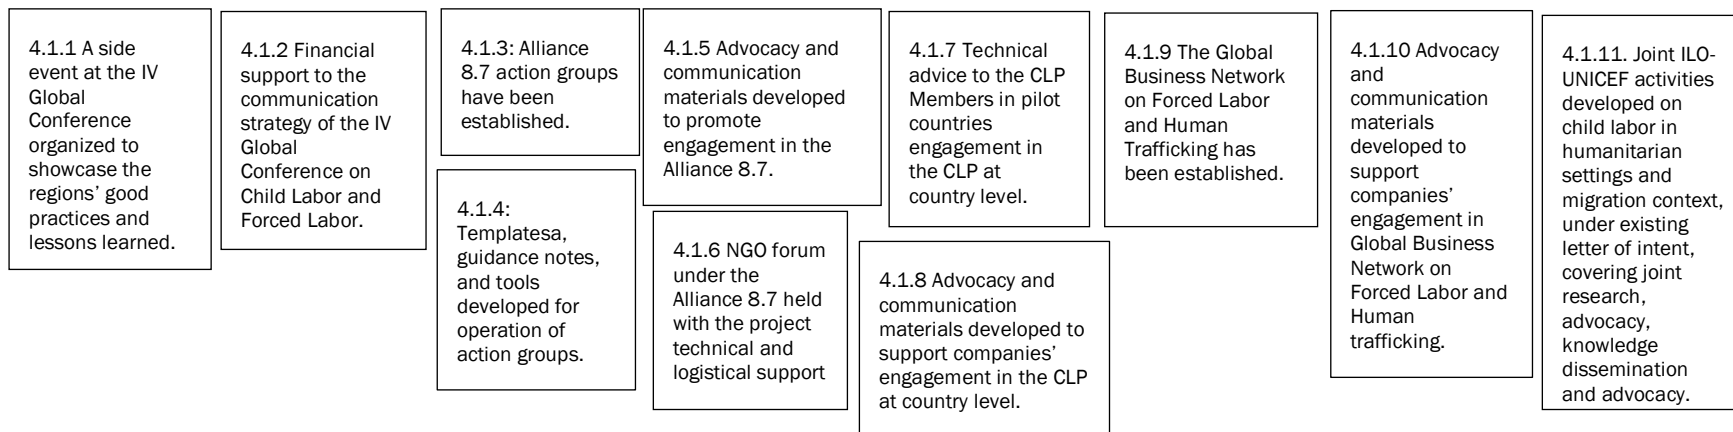 4.1.1 A side
event at the IV
Global
Conference
organized to
showcase the
regions’ good
practices and
lessons learned.
4.1.2 Financial
support to the
communication
strategy of the IV
Global
Conference on
Child Labor and
Forced Labor.
4.1.3: Alliance
8.7 action groups
have been
established.
4.1.4:
Templatesa,
guidance notes,
and tools
developed for
operation of
action groups.
4.1.5 Advocacy and
communication
materials developed
to promote
engagement in the
Alliance 8.7.
4.1.6 NGO forum
under the
Alliance 8.7 held
with the project
technical and
logistical support
4.1.7 Technical
advice to the CLP
Members in pilot
countries
engagement in
the CLP at
country level.
4.1.8 Advocacy and
communication
materials developed to
support companies’
engagement in the CLP
at country level.
4.1.9 The Global
Business Network
on Forced Labor
and Human
Trafficking has
been established.
4.1.10 Advocacy
and
communication
materials
developed to
support
companies’
engagement in
Global Business
Network on
Forced Labor and
Human
trafficking.
4.1.11. Joint ILO-
UNICEF activities
developed on
child labor in
humanitarian
settings and
migration context,
under existing
letter of intent,
covering joint
research,
advocacy,
knowledge
dissemination
and advocacy.